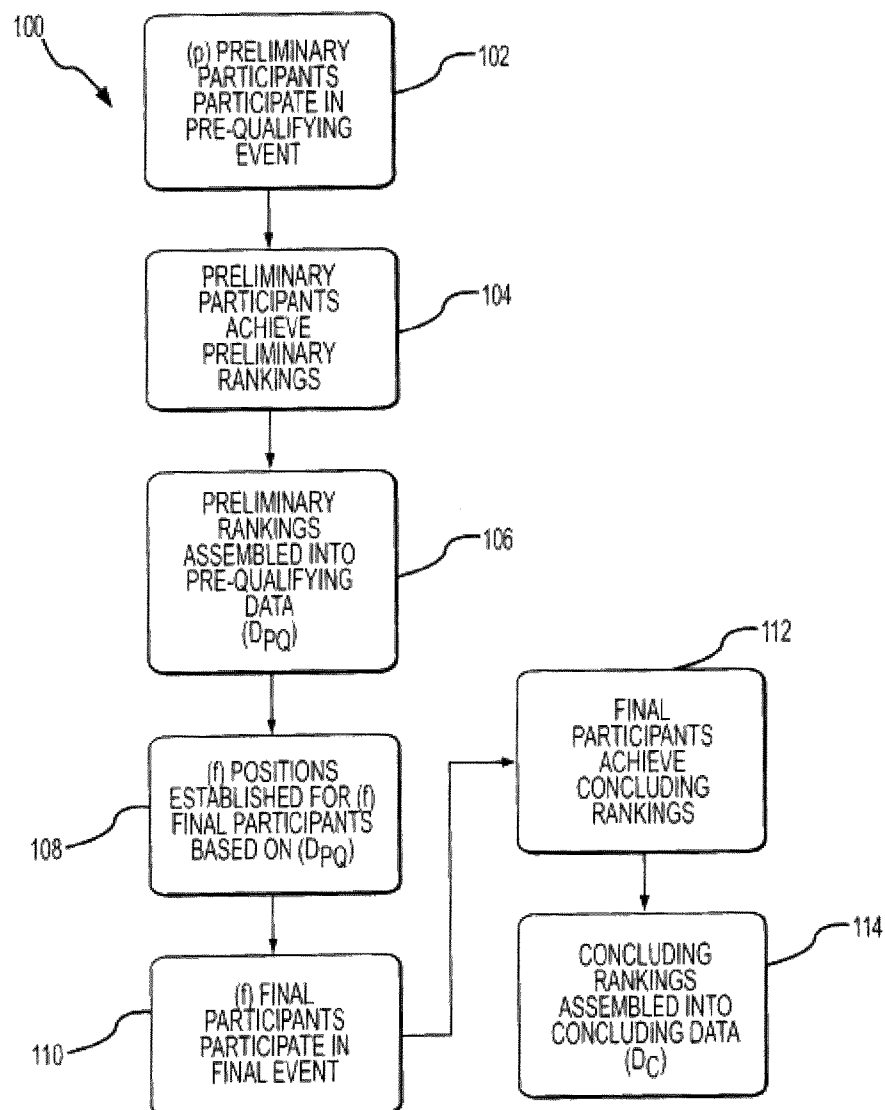 100
(p) PRELIMINARY
PARTICIPANTS
PARTICIPATE IN
PRE-QUALIFYING
EVENT
102
PRELIMINARY
PARTICIPANTS
ACHIEVE
PRELIMINARY
RANKINGS
104
PRELIMINARY
RANKINGS
ASSEMBLED INTO
PRE-QUALIFYING
DATA
(DPQ)
106
(f) POSITIONS
ESTABLISHED FOR (f)
FINAL PARTICIPANTS
BASED ON (DPQ)
108
(f) FINAL
PARTICIPANTS
PARTICIPATE IN
FINAL EVENT
110
112
FINAL
PARTICIPANTS
ACHIEVE
CONCLUDING
RANKINGS
114
CONCLUDING
RANKINGS
ASSEMBLED INTO
CONCLUDING DATA
(DC)